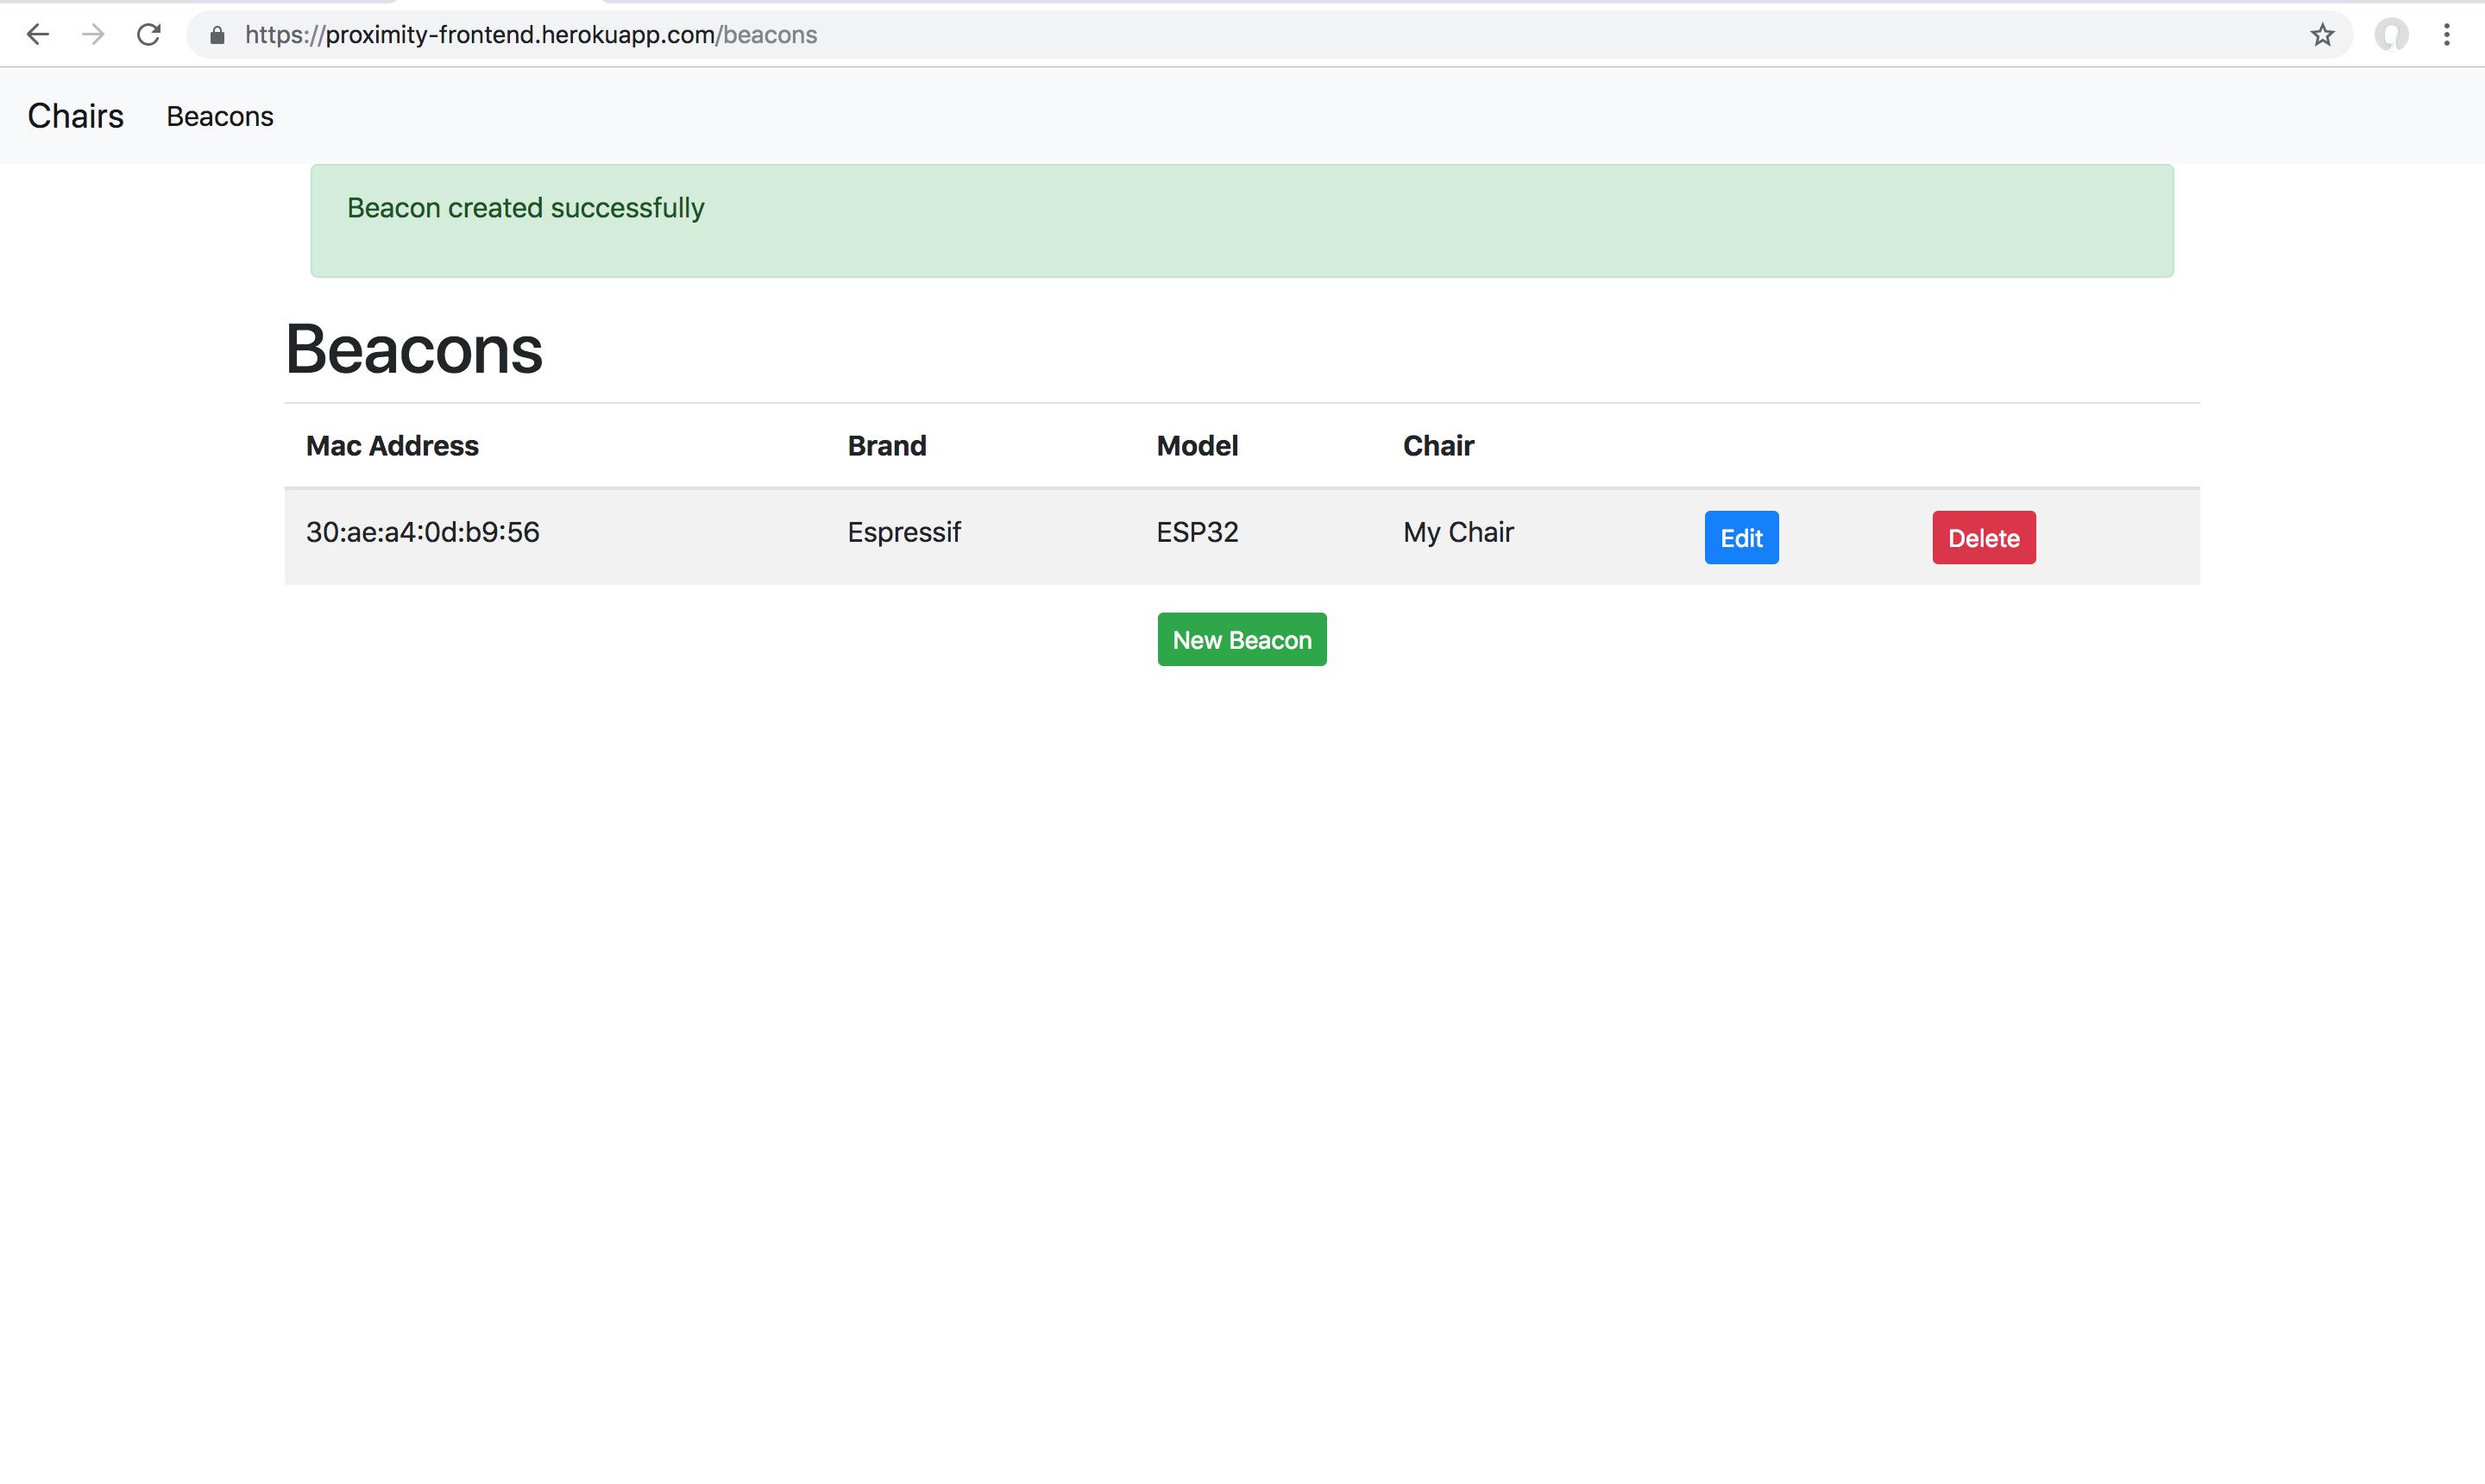 https://proximity-frontend.herokuapp.com/beacons
Chairs Beacons
Beacon created successfully
Beacons
Mac Address Brand Model Chair
30:ae:a4:0d:b9:56 Espressif ESP32 My Chair Edit Delete
New Beacon